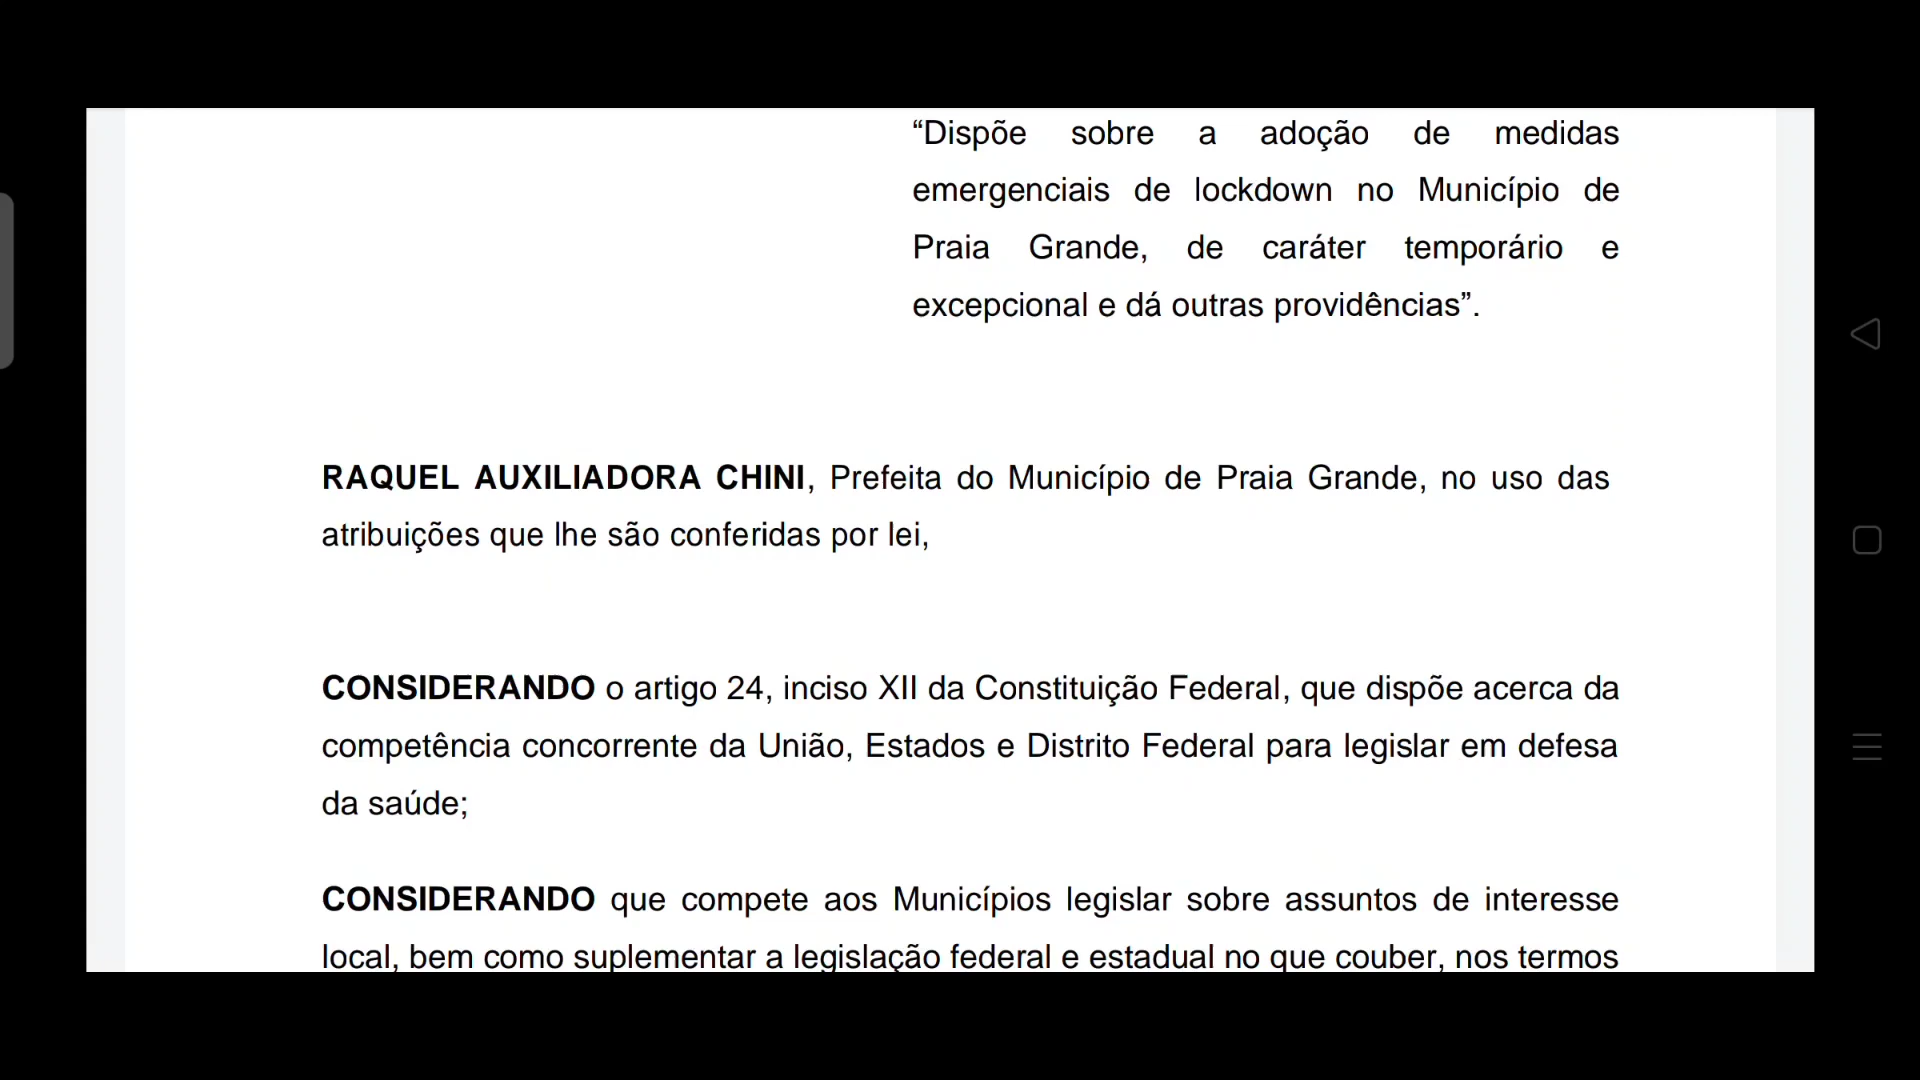 “Dispõe sobre a adoção de medidas
emergenciais de lockdown no Município de
Praia Grande, de caráter temporário e
excepcional e dá outras providências”.
RAQUEL AUXILIADORA CHINI, Prefeita do Município de Praia Grande, no uso das
atribuições que lhe são conferidas por lei,
CONSIDERANDO o artigo 24, inciso XII da Constituição Federal, que dispõe acerca da
competência concorrente da União, Estados e Distrito Federal para legislar em defesa
da saúde;
CONSIDERANDO que compete aos Municípios legislar sobre assuntos de interesse
local, bem como suplementar a legislação federal e estadual no que couber, nos termos